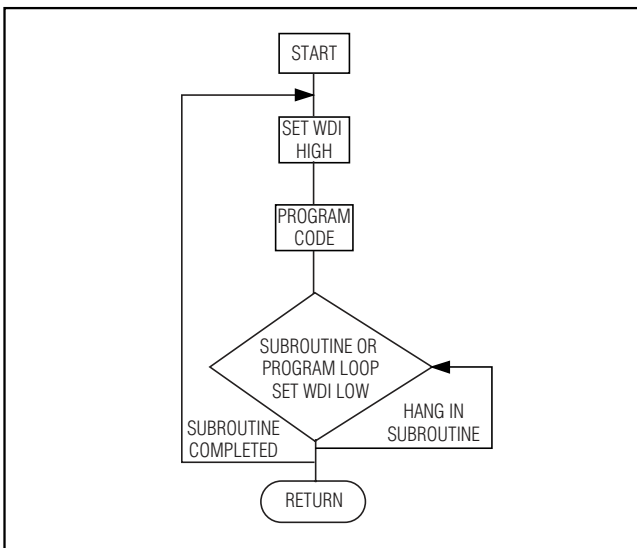 START
SET WDI
HIGH
PROGRAM
CODE
SUBROUTINE OR
PROGRAM LOOP
SET WDI LOW
SUBROUTINE
COMPLETED
HANG IN
SUBROUTINE
RETURN